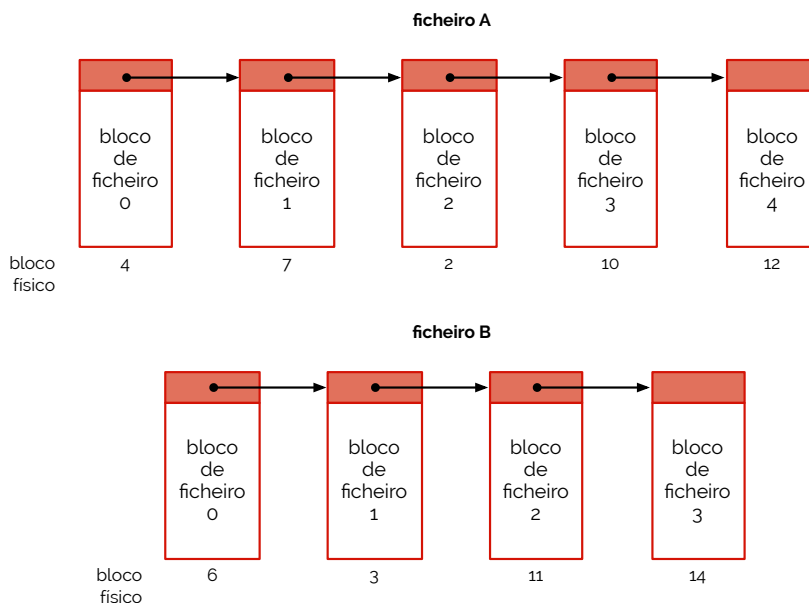 ficheiro A
bloco
de
ficheiro
0
bloco
de
ficheiro
1
bloco
de
ficheiro
2
bloco
de
ficheiro
3
bloco
de
ficheiro
4
bloco
físico
4
7
2
10
12
ficheiro B
bloco
de
ficheiro
0
bloco
de
ficheiro
1
bloco
de
ficheiro
2
bloco
de
ficheiro
3
bloco
físico
6
3
11
14